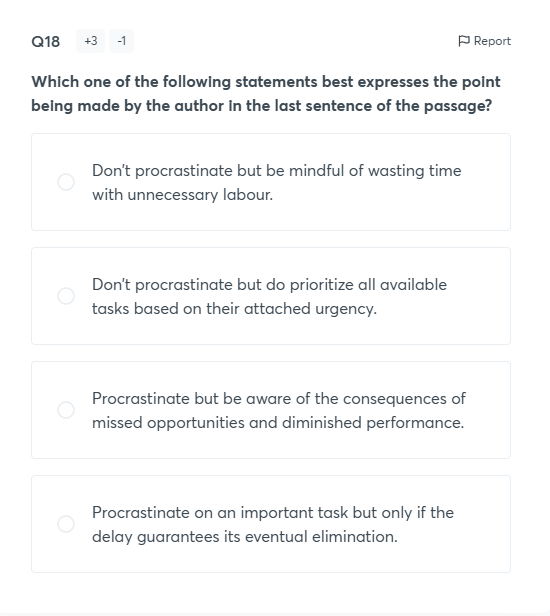 Q18 +3 -1 Report
Which one of the following statements best expresses the point
being made by the author in the last sentence of the passage?
Don't procrastinate but be mindful of wasting time
with unnecessary labour.
Don't procrastinate but do prioritize all available
tasks based on their attached urgency.
Procrastinate but be aware of the consequences of
missed opportunities and diminished performance.
Procrastinate on an important task but only if the
delay guarantees its eventual elimination.